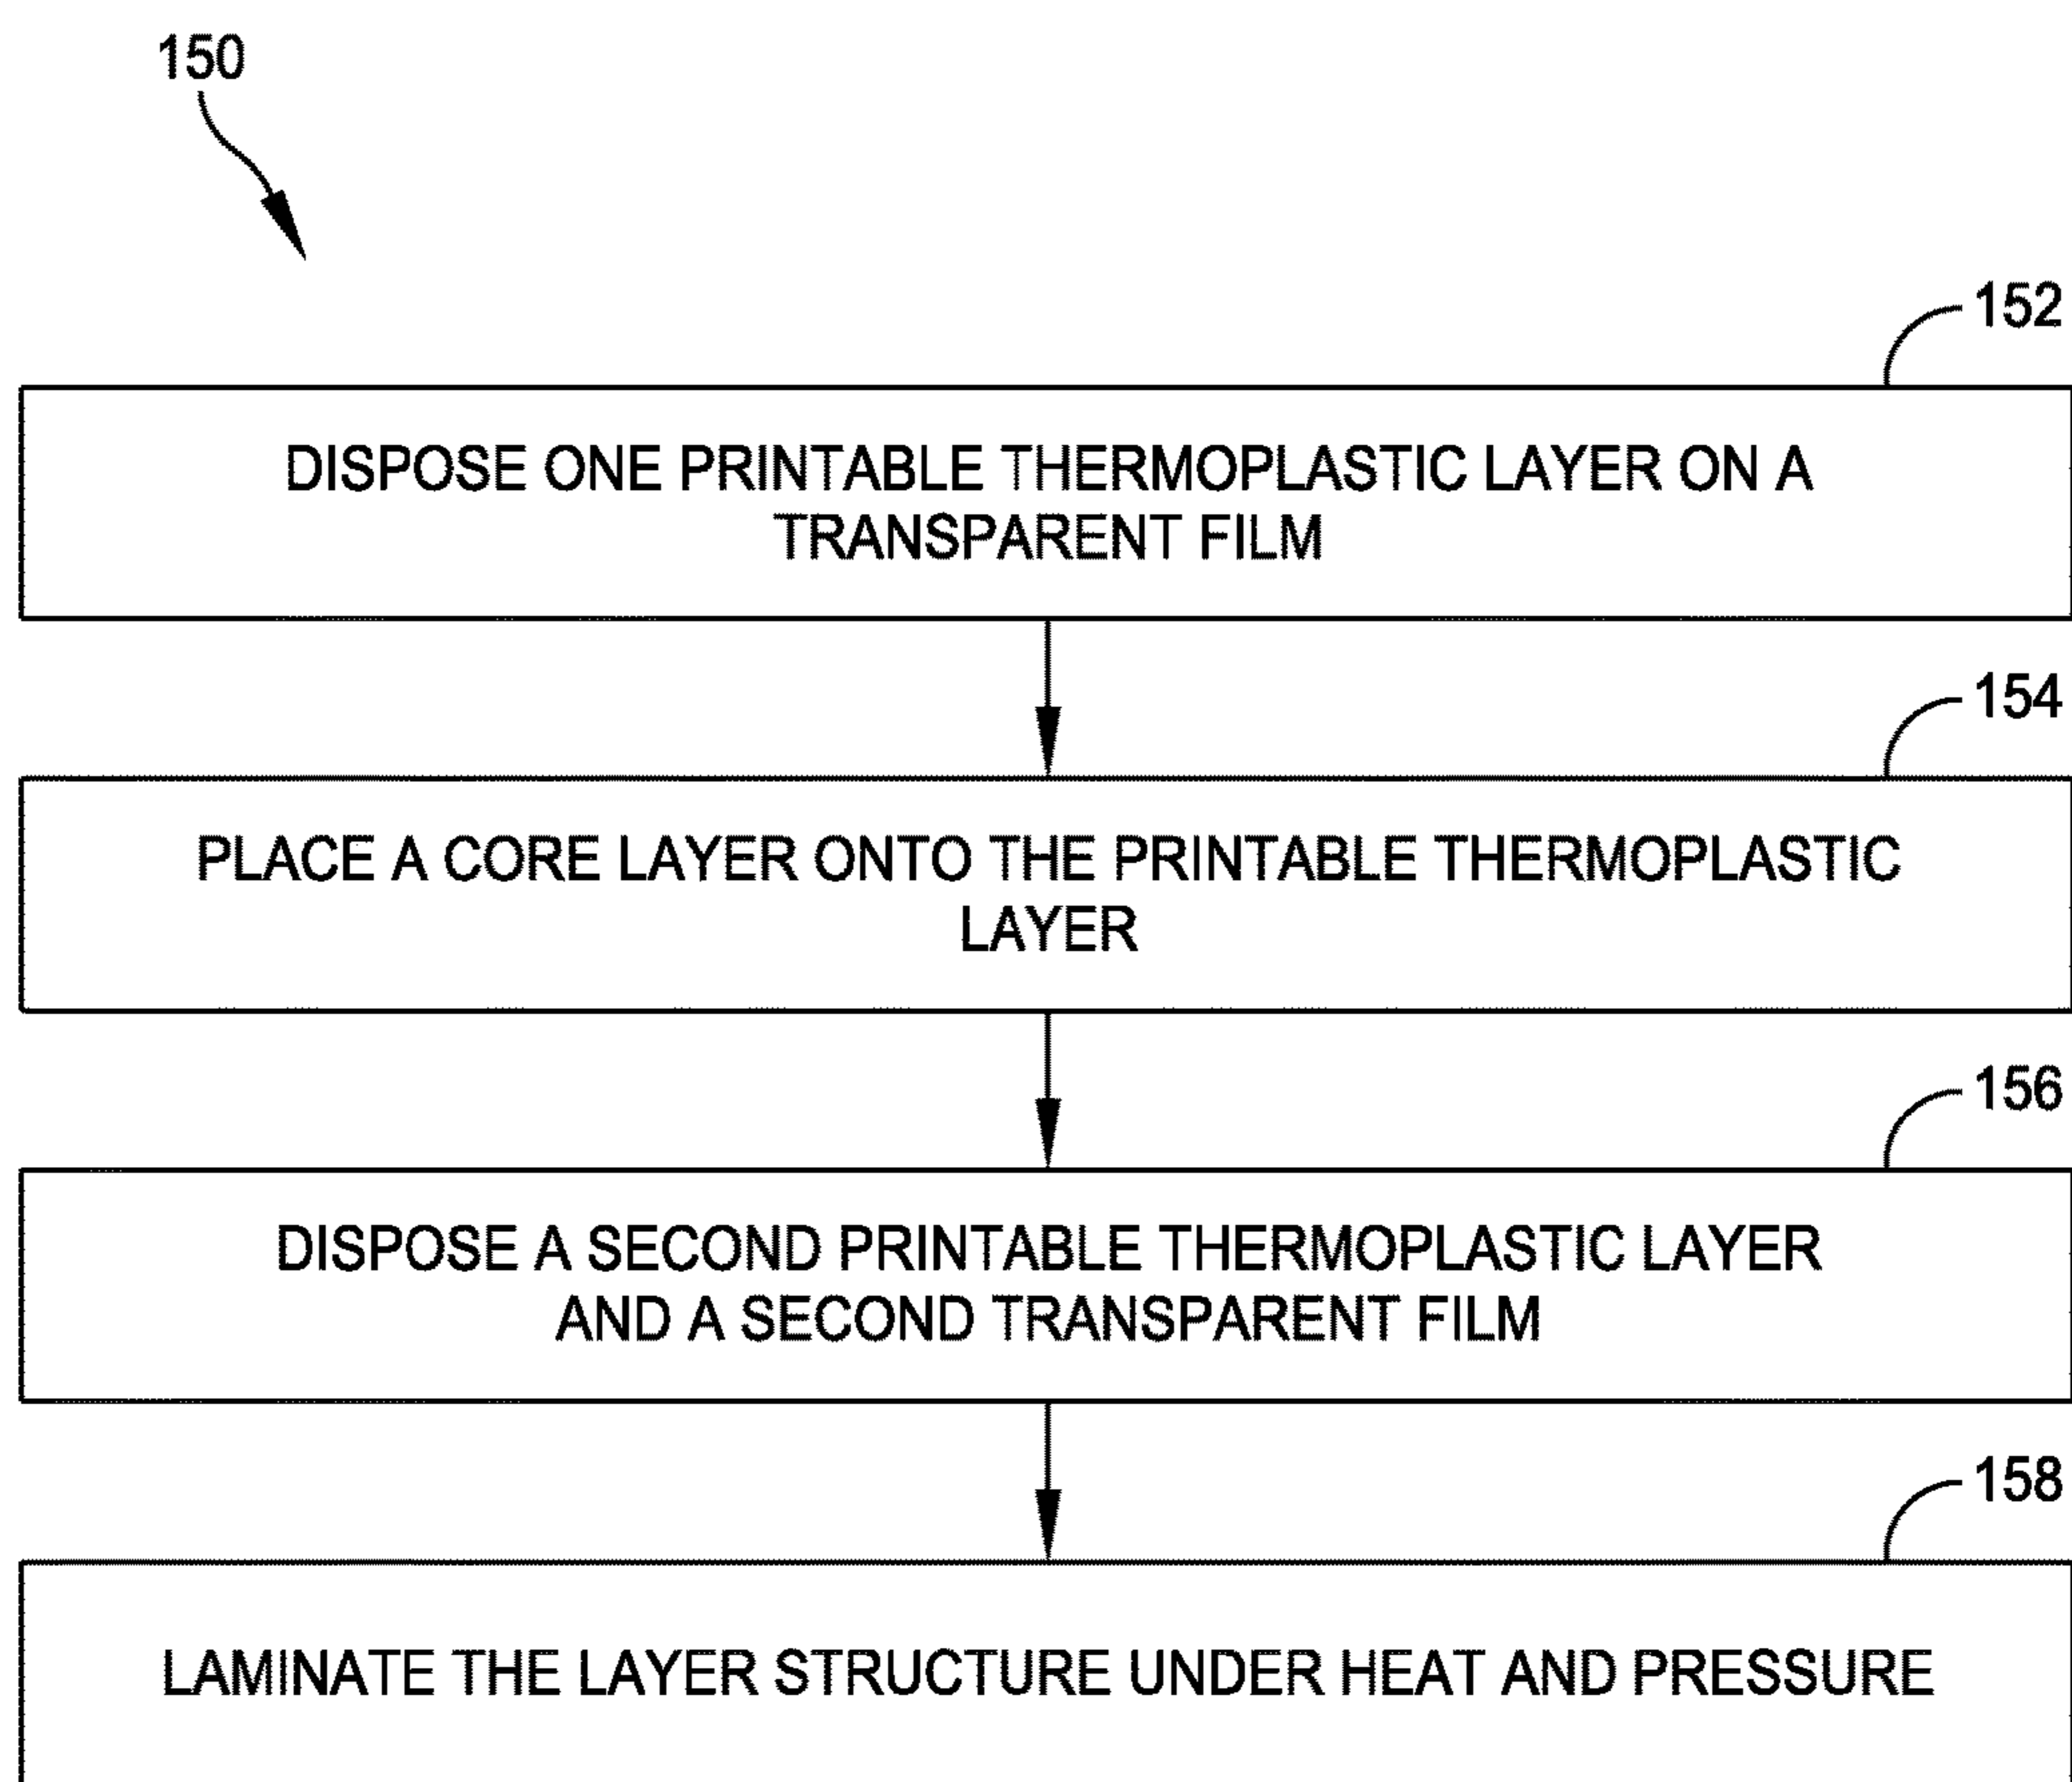 150
152
DISPOSE ONE PRINTABLE THERMOPLASTIC LAYER ON A
TRANSPARENT FILM
154
PLACE A CORE LAYER ONTO THE PRINTABLE THERMOPLASTIC
LAYER
156
DISPOSE A SECOND PRINTABLE THERMOPLASTIC LAYER
AND A SECOND TRANSPARENT FILM
158
LAMINATE THE LAYER STRUCTURE UNDER HEAT AND PRESSURE